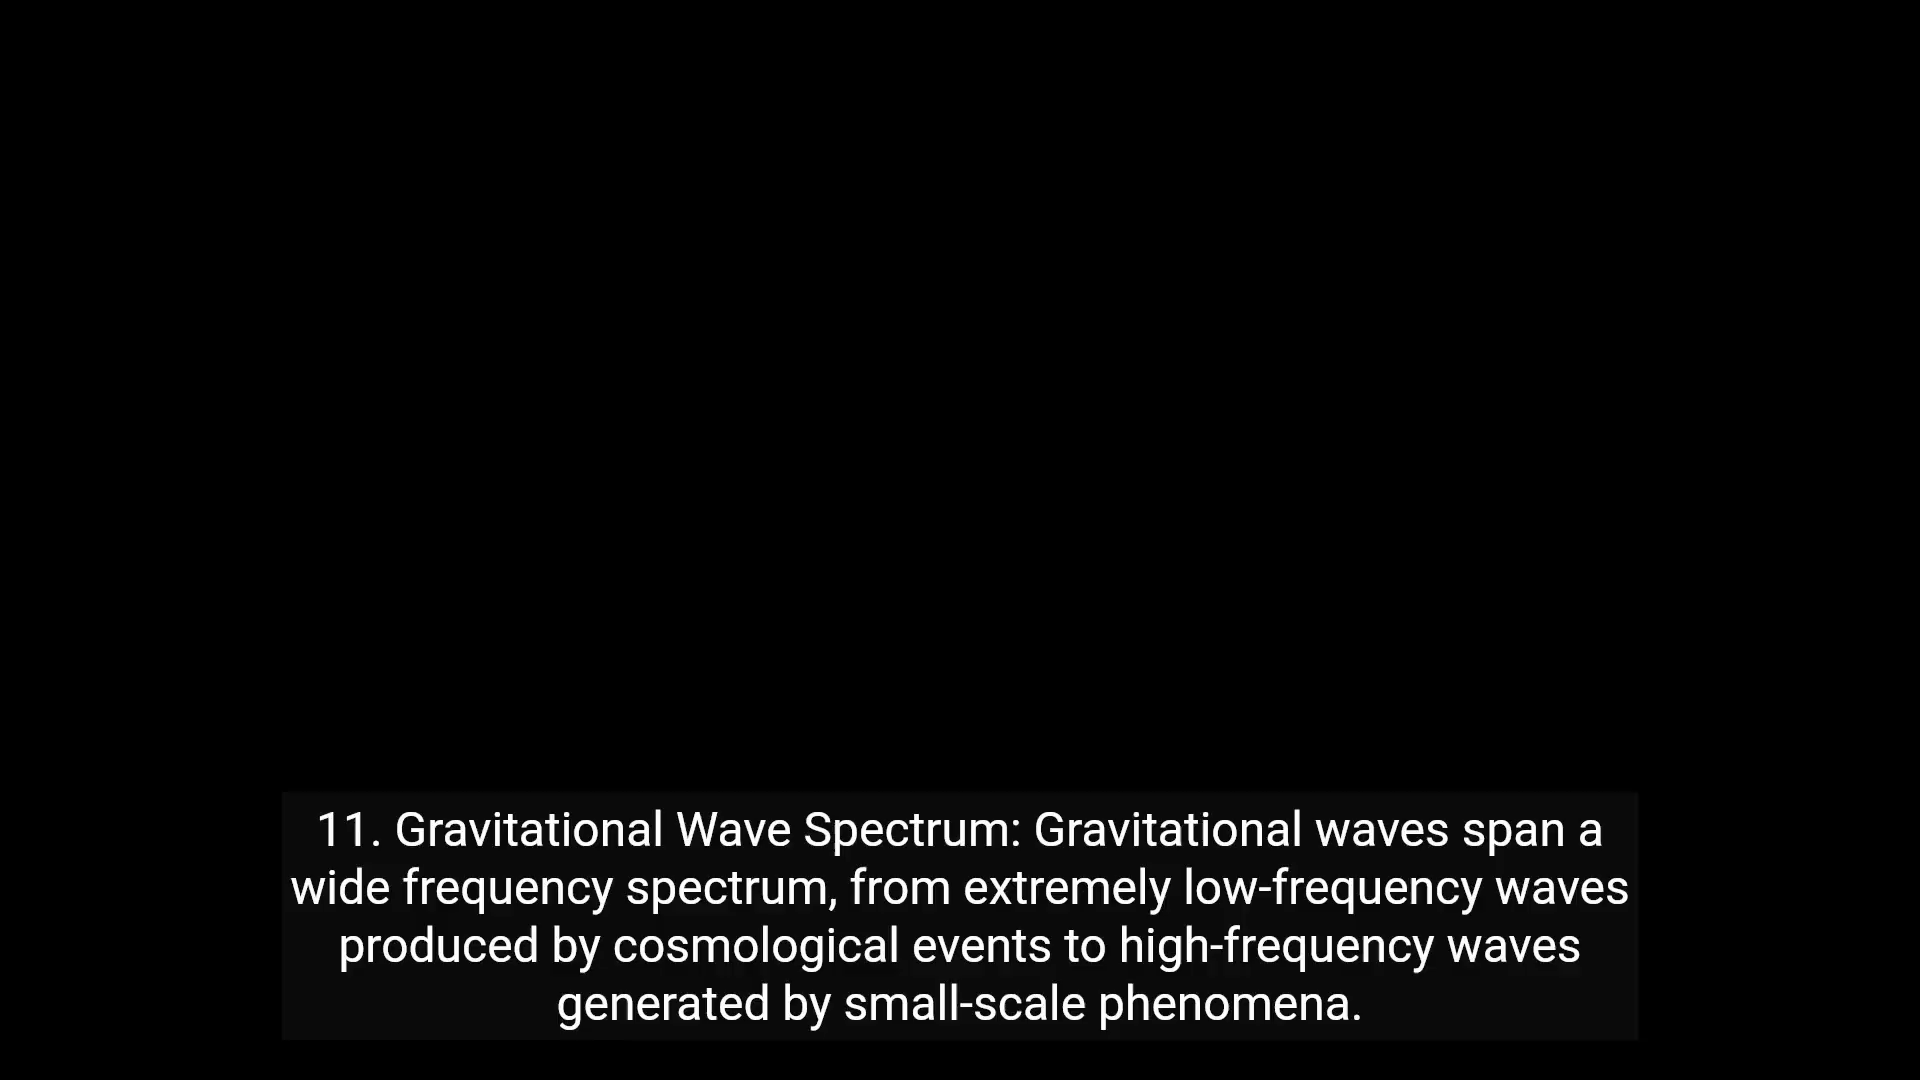 11. Gravitational Wave Spectrum: Gravitational waves span a
wide frequency spectrum, from extremely low-frequency waves
produced by cosmological events to high-frequency waves
generated by small-scale phenomena.